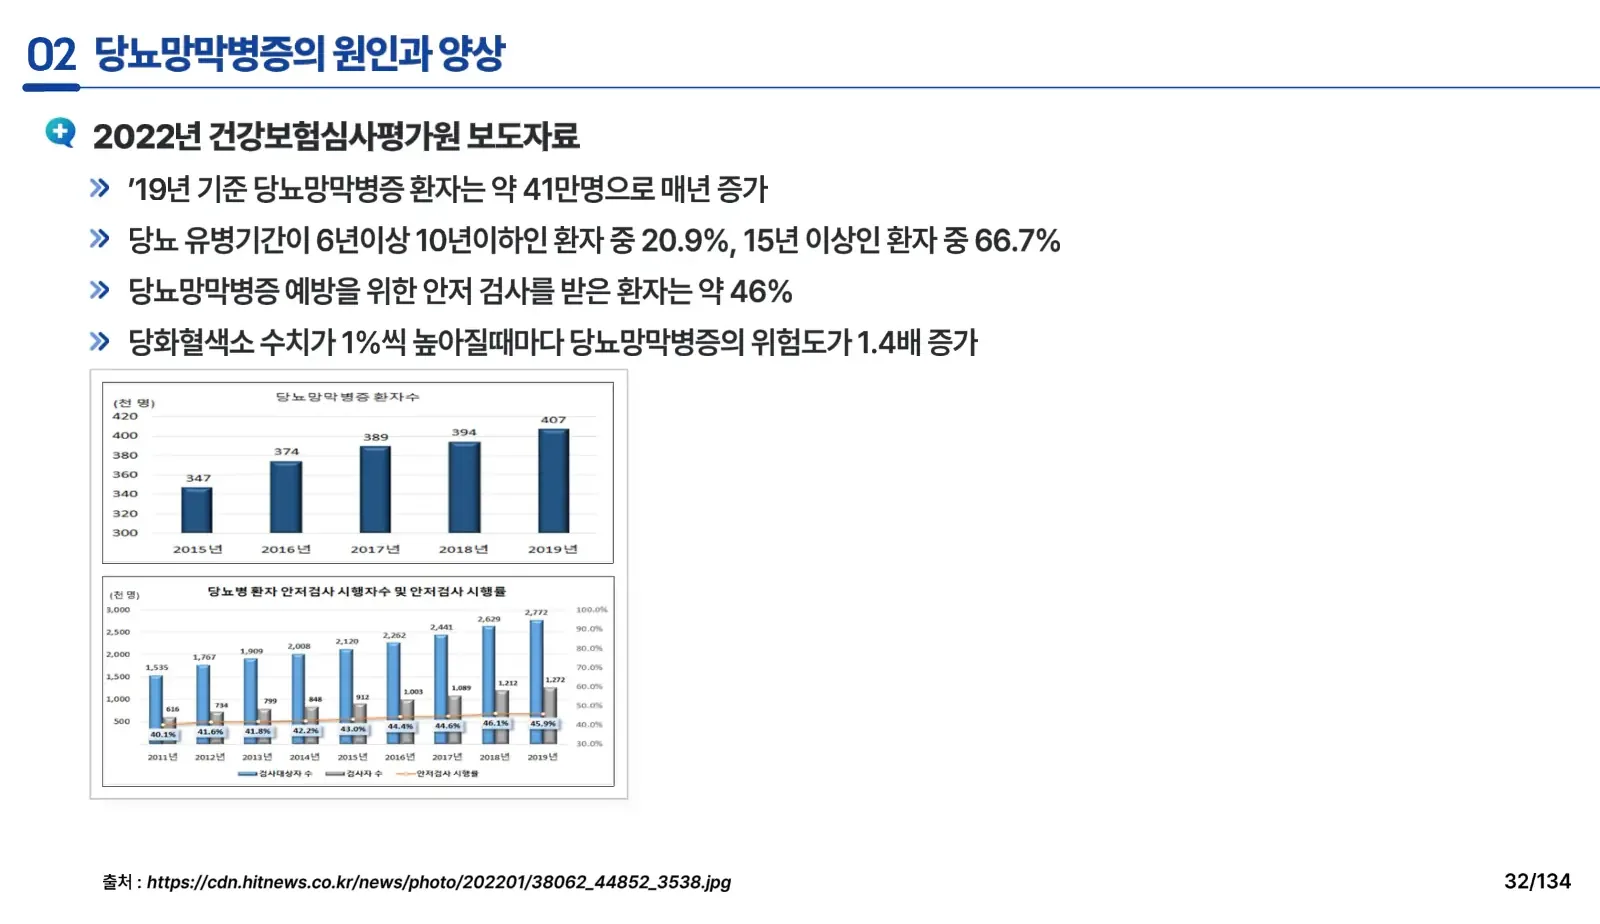 02 당뇨망막병증의 원인과 양상
2022년 건강보험심사평가원 보도자료
’19년 기준 당뇨망막병증 환자는 약 41만명으로 매년 증가
당뇨 유병기간이 6년이상 10년이하인 환자 중 20.9%, 15년 이상인 환자 중 66.7%
당뇨망막병증 예방을 위한 안저 검사를 받은 환자는 약 46%
당화혈색소 수치가 1%씩 높아질때마다 당뇨망막병증의 위험도가 1.4배 증가
당뇨망막병증 환자수
(천 명)
420
400
380
360
340
320
300
347
374
389
394
407
2015년 2016년 2017년 2018년 2019년
당뇨병 환자 안저검사 시행자수 및 안저검사 시행률
(천 명)
3,000
2,500
2,000
1,500
1,000
500
100.0%
90.0%
80.0%
70.0%
60.0%
50.0%
40.0%
30.0%
1,535 1,767 1,909 2,008 2,120 2,262 2,441 2,629 2,772
616 734 799 848 912 1,003 1,089 1,212 1,272
40.1% 41.6% 41.8% 42.2% 43.0% 44.4% 44.6% 46.1% 45.9%
2011년 2012년 2013년 2014년 2015년 2016년 2017년 2018년 2019년
검사대상자 수 검사자 수 안저검사 시행률
출처 : https://cdn.hitnews.co.kr/news/photo/202201/38062_44852_3538.jpg
32/134